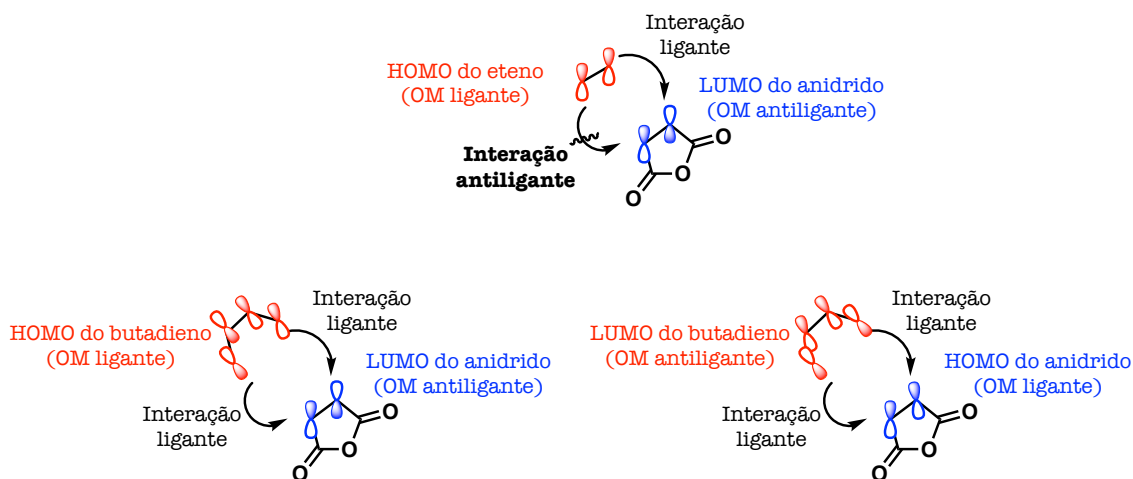 Interação
ligante
HOMO do eteno
(OM ligante)
LUMO do anidrido
(OM antiligante)
O
Interação
antiligante
O
O
Interação
ligante
HOMO do butadieno
(OM ligante)
LUMO do anidrido
(OM antiligante)
Interação
ligante
O
O
O
Interação
ligante
LUMO do butadieno
(OM antiligante)
HOMO do anidrido
(OM ligante)
Interação
ligante
O
O
O